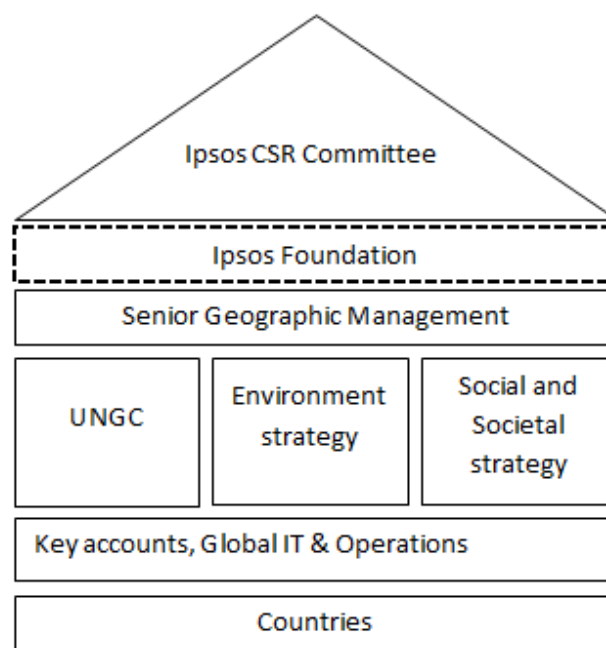 Ipsos CSR Committee
Ipsos Foundation
Senior Geographic Management
UNGC
Environment
strategy
Social and
Societal
strategy
Key accounts, Global IT & Operations
Countries